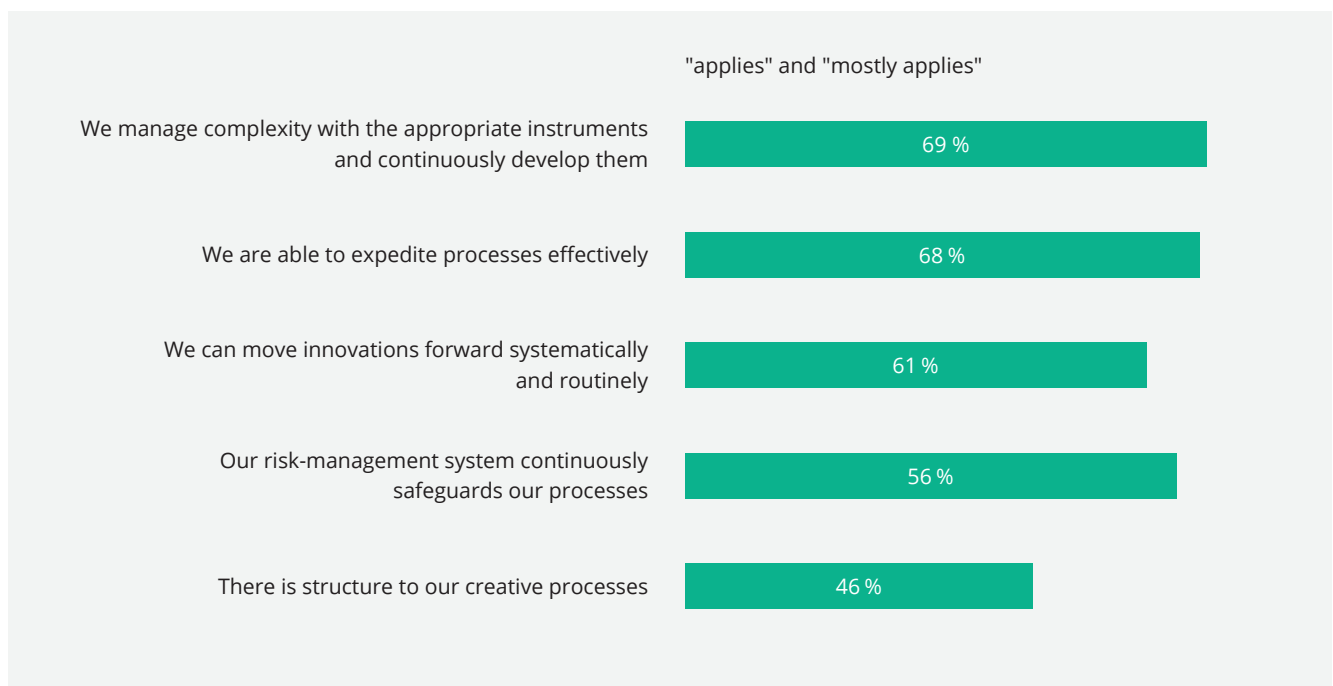 "applies" and "mostly applies"
We manage complexity with the appropriate instruments
and continuously develop them
69 %
We are able to expedite processes effectively
68 %
We can move innovations forward systematically
and routinely
61 %
Our risk-management system continuously
safeguards our processes
56 %
There is structure to our creative processes
46 %